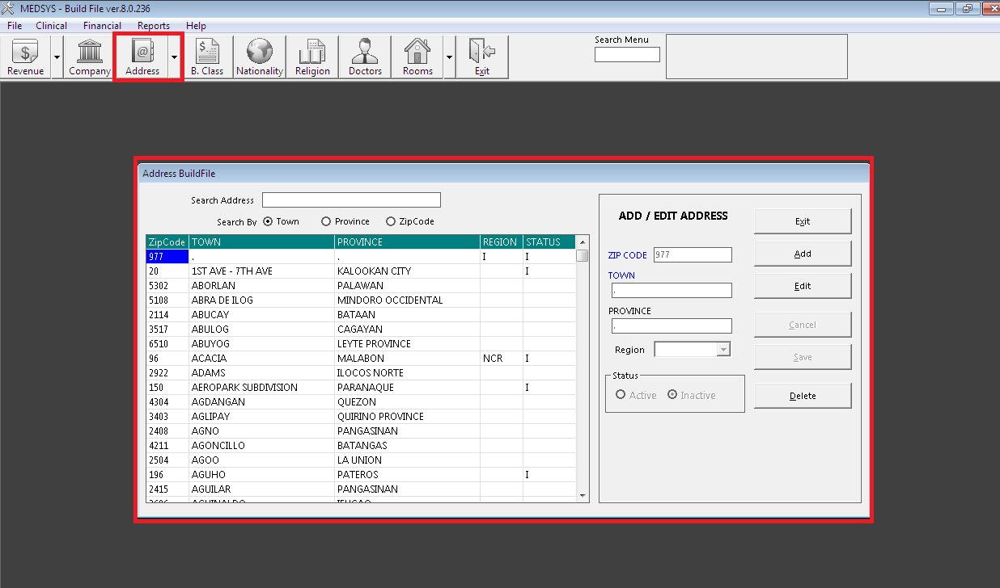 MEDSYS - Build File ver.8.0.236
File Clinical Financial Reports Help
Revenue Company Address B. Class Nationality Religion Doctors Rooms Exit
Search Menu
Address BuildFile
Search Address
Search By Town Province ZipCode
ZipCode TOWN PROVINCE REGION STATUS
977 . . I I
20 1ST AVE - 7TH AVE KALOOKAN CITY I
5302 ABORLAN PALAWAN
5108 ABRA DE ILOG MINDORO OCCIDENTAL
2114 ABUCAY BATAAN
3517 ABULOG CAGAYAN
6510 ABUYOG LEYTE PROVINCE
96 ACACIA MALABON NCR I
2922 ADAMS ILOCOS NORTE
150 AEROPARK SUBDIVISION PARANAQUE I
4304 AGDANGAN QUEZON
3403 AGLIPAY QUIRINO PROVINCE
2408 AGNO PANGASINAN
4211 AGONCILLO BATANGAS
2504 AGOO LA UNION
196 AGUHO PATEROS I
2415 AGUILAR PANGASINAN
ADD / EDIT ADDRESS
ZIP CODE 977
TOWN
.
PROVINCE
.
Region
Status
Active Inactive
Exit
Add
Edit
Cancel
Save
Delete